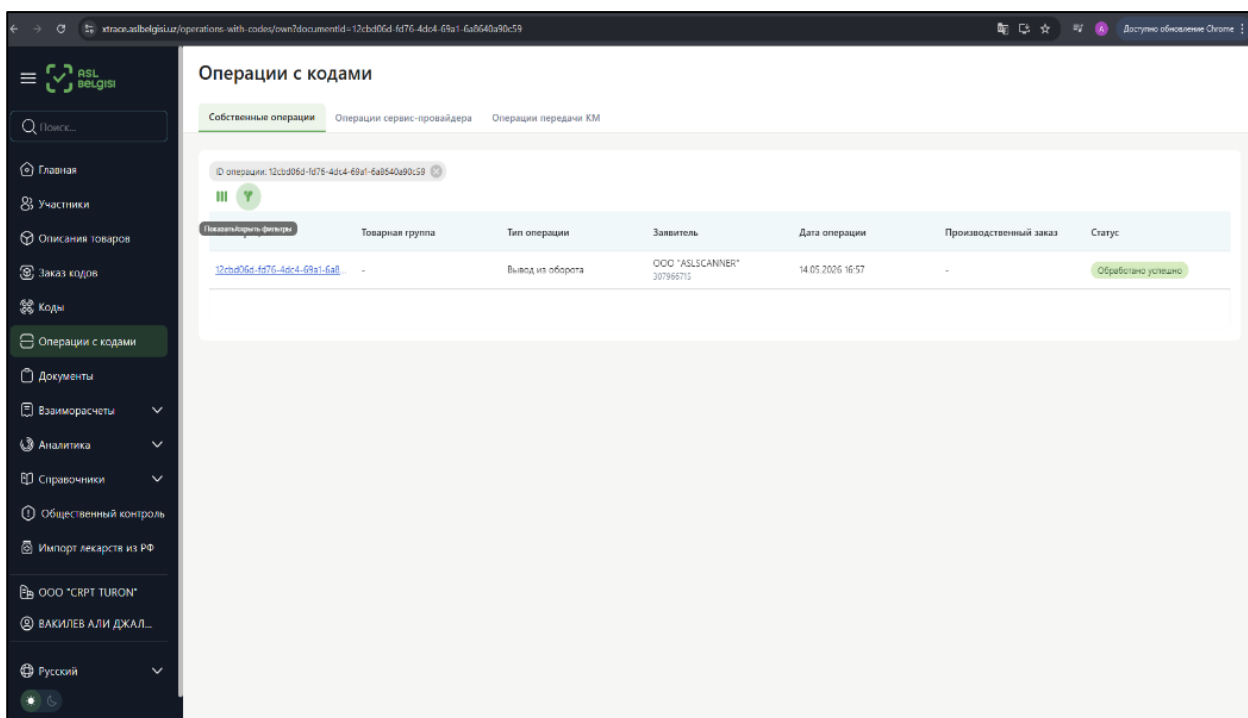 xtrace.aslbelgisi.uz/operations-with-codes/own?documentId=12cbd06d-fd76-4dc4-69a1-6a8640a90c59
Доступно обновление Chrome
ASL BELGISI
Поиск...
Главная
Участники
Описания товаров
Заказ кодов
Коды
Операции с кодами
Документы
Взаиморасчеты
Аналитика
Справочники
Общественный контроль
Импорт лекарств из РФ
ООО "CRPT TURON"
ВАКИЛЕВ АЛИ ДЖАЛ...
Русский
Операции с кодами
Собственные операции Операции сервис-провайдера Операции передачи КМ
ID операции: 12cbd06d-fd76-4dc4-69a1-6a8640a90c59
Показать/скрыть фильтры
Товарная группа Тип операции Заявитель Дата операции Производственный заказ Статус
12cbd06d-fd76-4dc4-69a1-6a8... - Вывод из оборота ООО "ASLSCANNER" 14.05.2026 16:57 - Обработано успешно
307966715